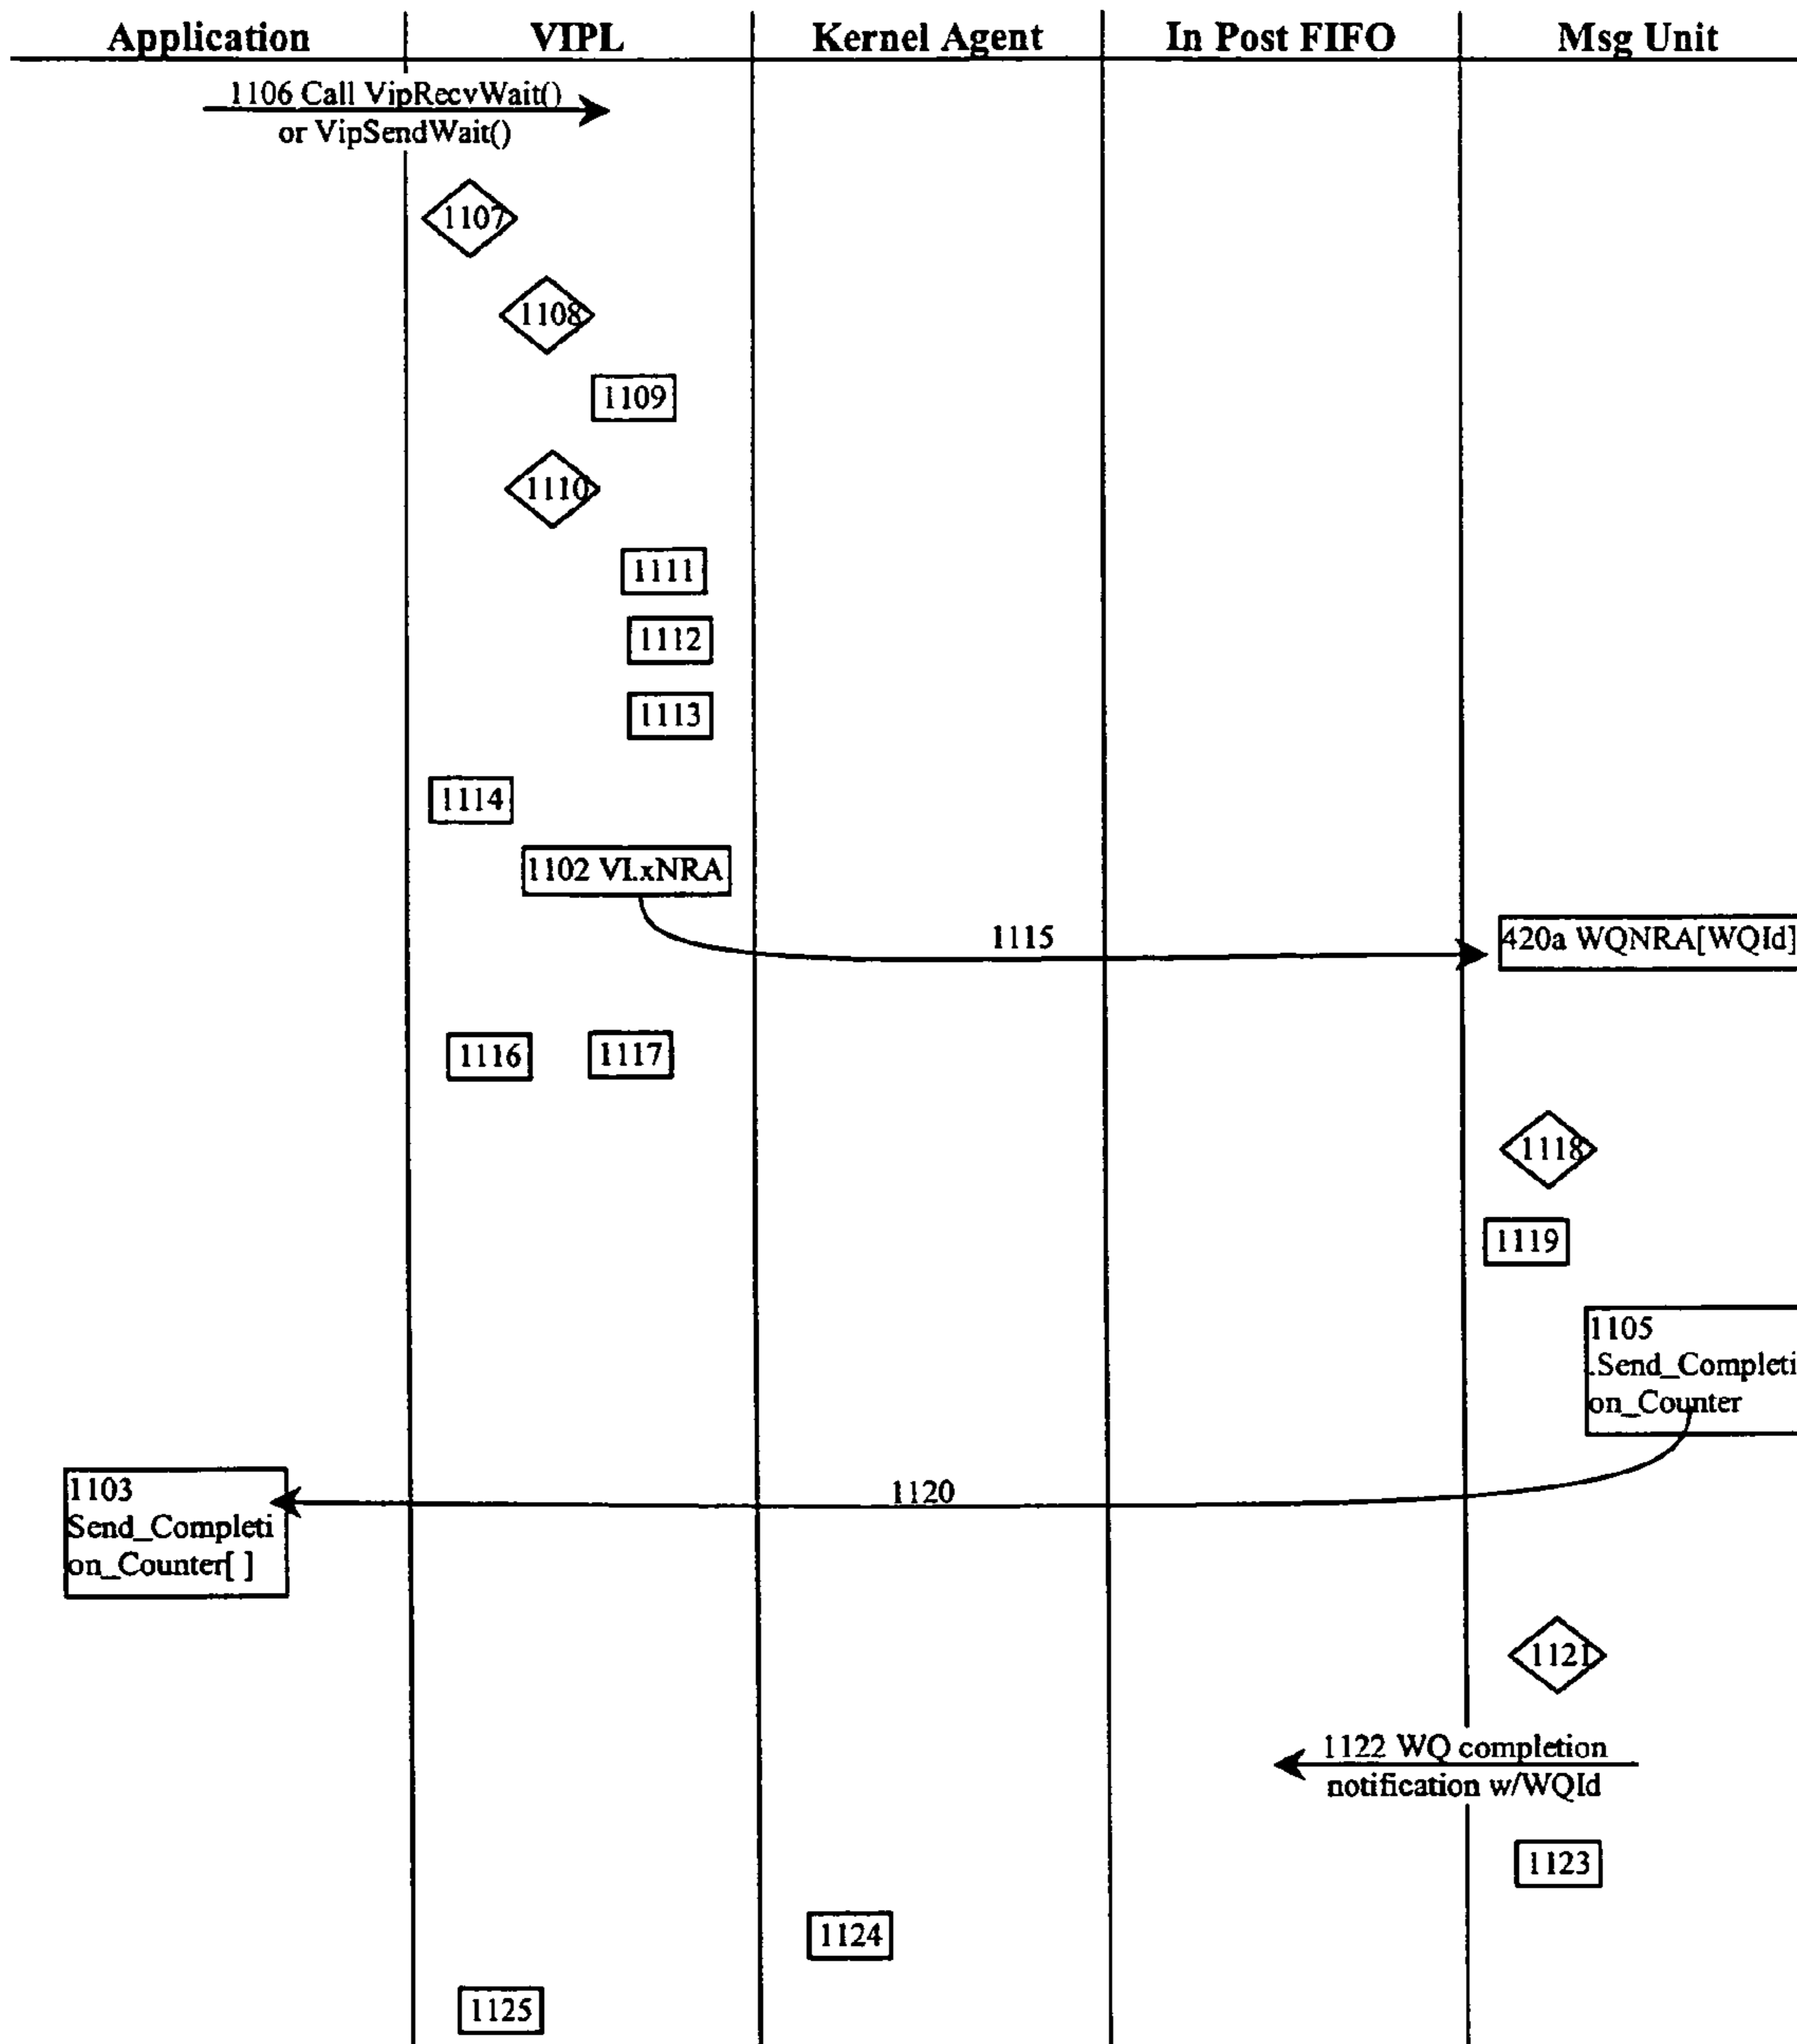 Application VIPL Kernel Agent In Post FIFO Msg Unit
1106 Call VipRecvWait()
or VipSendWait()
1107
1108
1109
1110
1111
1112
1113
1114
1102 VI.xNRA
1115
420a WQNRA[WQId]
1116 1117
1118
1119
1105
.Send_Completi
on_Counter
1103
Send_Completi
on_Counter[ ]
1120
1121
1122 WQ completion
notification w/WQId
1123
1124
1125